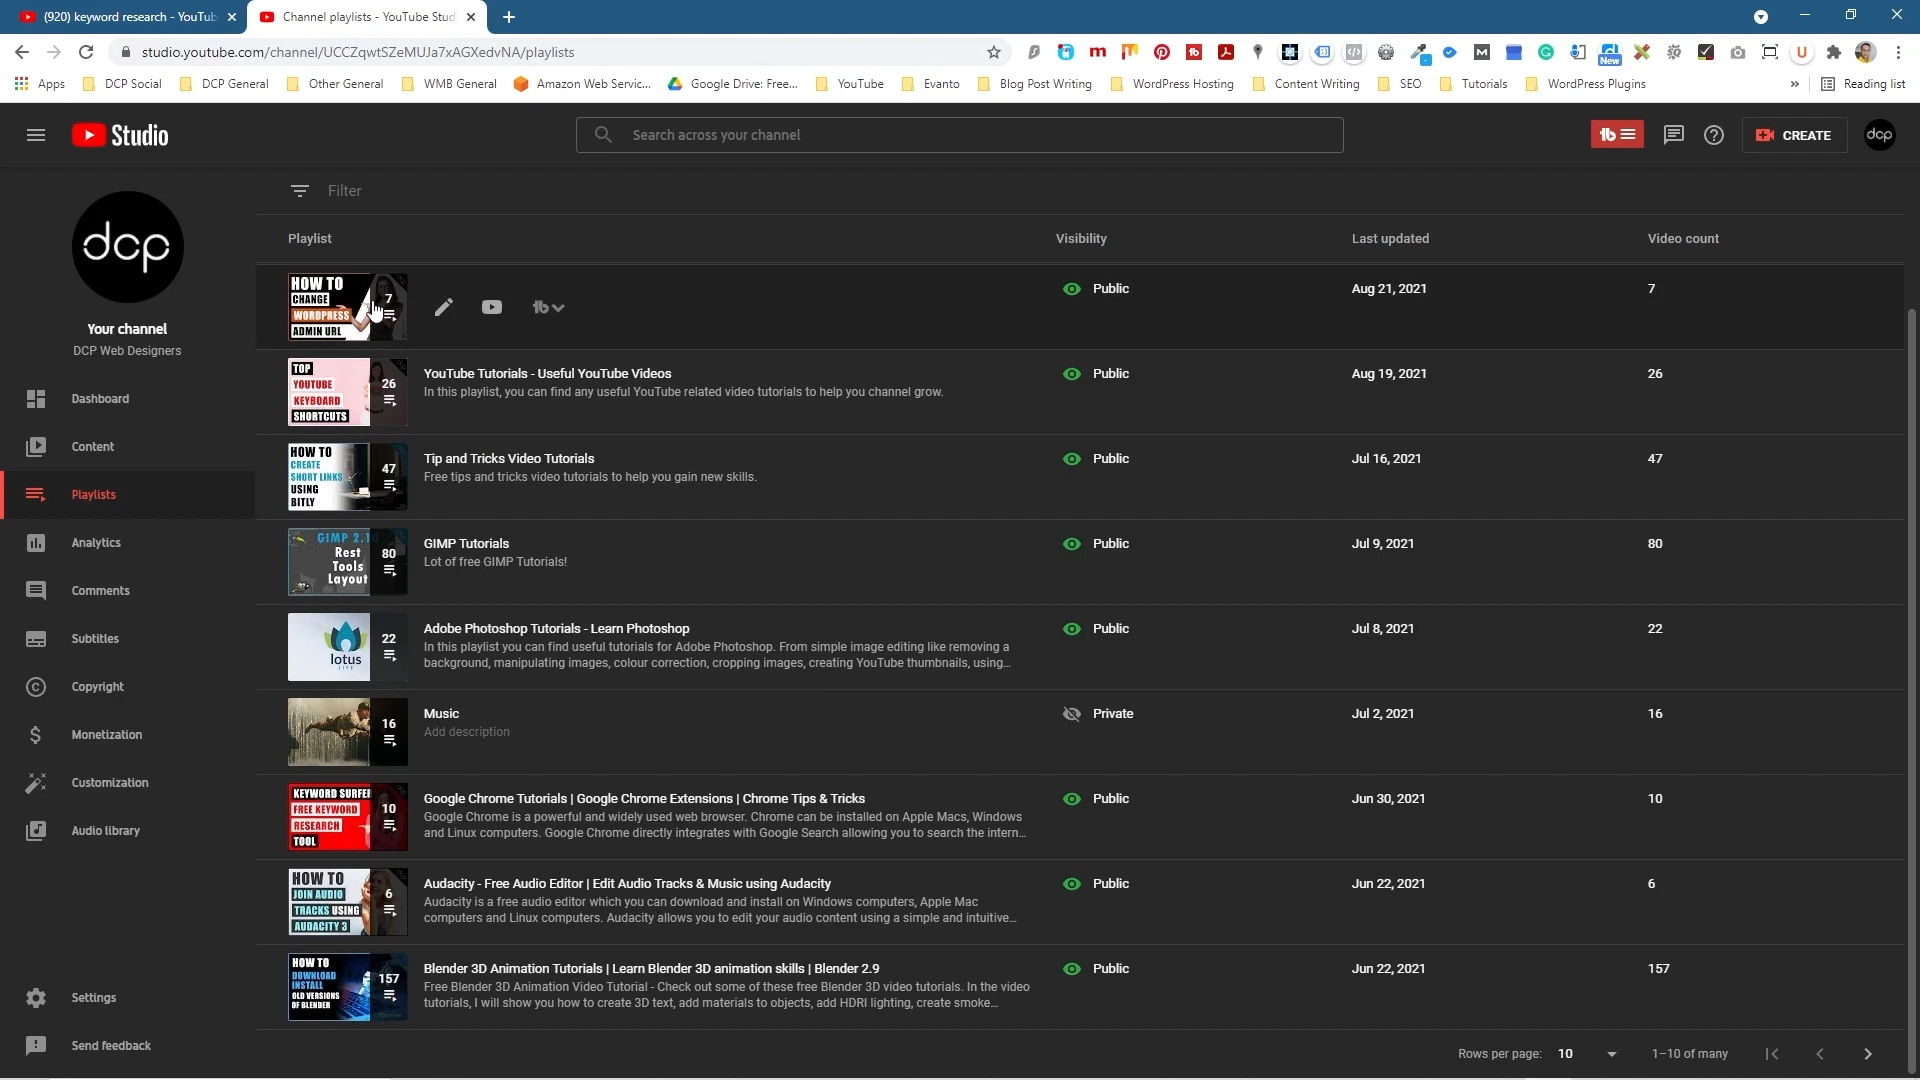 (920) keyword research - YouTub
Channel playlists - YouTube Stud
studio.youtube.com/channel/UCCZqwtSZeMUJa7xAGXedvNA/playlists
New
Apps
DCP Social
DCP General
Other General
WMB General
Amazon Web Servic...
Google Drive: Free...
YouTube
Evanto
Blog Post Writing
WordPress Hosting
Content Writing
SEO
Tutorials
WordPress Plugins
»
Reading list
Studio
Search across your channel
CREATE
dcp
dcp
Your channel
DCP Web Designers
Dashboard
Content
Playlists
Analytics
Comments
Subtitles
Copyright
Monetization
Customization
Audio library
Settings
Send feedback
Filter
Playlist
Visibility
Last updated
Video count
HOW TO
CHANGE
WORDPRESS
ADMIN URL
7
Public
Aug 21, 2021
7
TOP
YOUTUBE
KEYBOARD
SHORTCUTS
26
YouTube Tutorials - Useful YouTube Videos
In this playlist, you can find any useful YouTube related video tutorials to help you channel grow.
Public
Aug 19, 2021
26
HOW TO
CREATE
SHORT LINKS
USING
BITLY
47
Tip and Tricks Video Tutorials
Free tips and tricks video tutorials to help you gain new skills.
Public
Jul 16, 2021
47
GIMP 2.1
Rest
Tools
Layout
80
GIMP Tutorials
Lot of free GIMP Tutorials!
Public
Jul 9, 2021
80
lotus
LIFE
22
Adobe Photoshop Tutorials - Learn Photoshop
In this playlist you can find useful tutorials for Adobe Photoshop. From simple image editing like removing a
background, manipulating images, colour correction, cropping images, creating YouTube thumbnails, using...
Public
Jul 8, 2021
22
16
Music
Add description
Private
Jul 2, 2021
16
KEYWORD SURFER
FREE KEYWORD
RESEARCH
TOOL
10
Google Chrome Tutorials | Google Chrome Extensions | Chrome Tips & Tricks
Google Chrome is a powerful and widely used web browser. Chrome can be installed on Apple Macs, Windows
and Linux computers. Google Chrome directly integrates with Google Search allowing you to search the intern...
Public
Jun 30, 2021
10
HOW TO
JOIN AUDIO
TRACKS USING
AUDACITY 3
6
Audacity - Free Audio Editor | Edit Audio Tracks & Music using Audacity
Audacity is a free audio editor which you can download and install on Windows computers, Apple Mac
computers and Linux computers. Audacity allows you to edit your audio content using a simple and intuitive...
Public
Jun 22, 2021
6
HOW TO
DOWNLOAD
INSTALL
OLD VERSIONS
OF BLENDER
157
Blender 3D Animation Tutorials | Learn Blender 3D animation skills | Blender 2.9
Free Blender 3D Animation Video Tutorial - Check out some of these free Blender 3D video tutorials. In the video
tutorials, I will show you how to create 3D text, add materials to objects, add HDRI lighting, create smoke...
Public
Jun 22, 2021
157
Rows per page: 10
1–10 of many